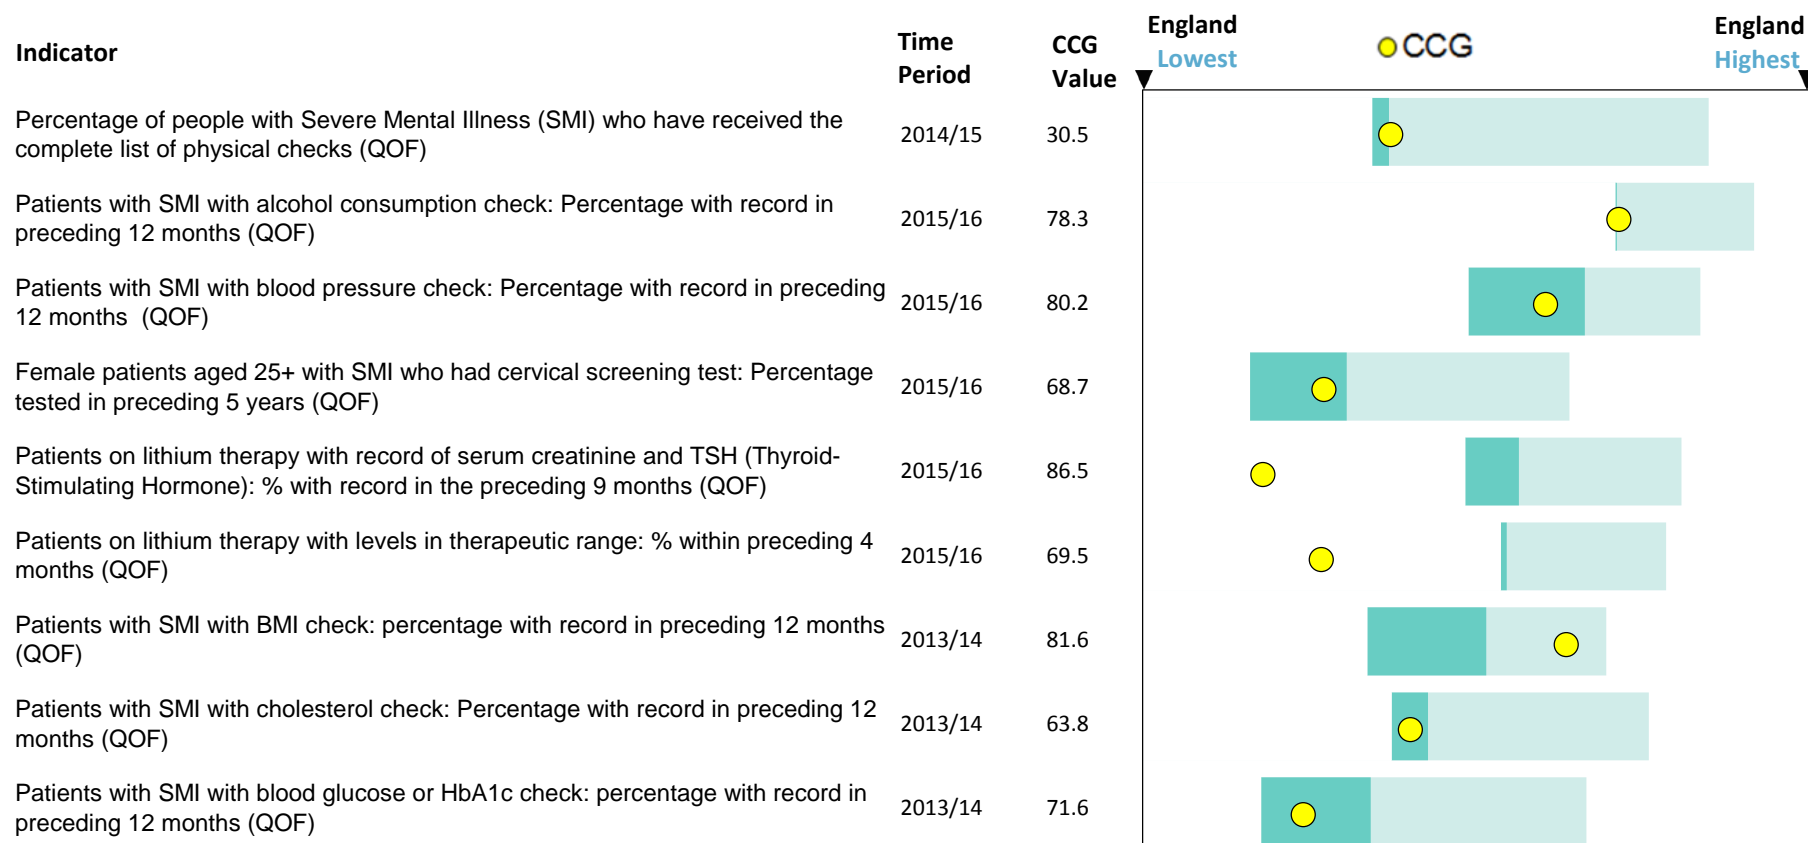 Indicator
Time Period
CCG Value
England Lowest
CCG
England Highest
Percentage of people with Severe Mental Illness (SMI) who have received the
complete list of physical checks (QOF)
2014/15
30.5
Patients with SMI with alcohol consumption check: Percentage with record in
preceding 12 months (QOF)
2015/16
78.3
Patients with SMI with blood pressure check: Percentage with record in preceding
12 months  (QOF)
2015/16
80.2
Female patients aged 25+ with SMI who had cervical screening test: Percentage
tested in preceding 5 years (QOF)
2015/16
68.7
Patients on lithium therapy with record of serum creatinine and TSH (Thyroid-
Stimulating Hormone): % with record in the preceding 9 months (QOF)
2015/16
86.5
Patients on lithium therapy with levels in therapeutic range: % within preceding 4
months (QOF)
2015/16
69.5
Patients with SMI with BMI check: percentage with record in preceding 12 months
(QOF)
2013/14
81.6
Patients with SMI with cholesterol check: Percentage with record in preceding 12
months (QOF)
2013/14
63.8
Patients with SMI with blood glucose or HbA1c check: percentage with record in
preceding 12 months (QOF)
2013/14
71.6